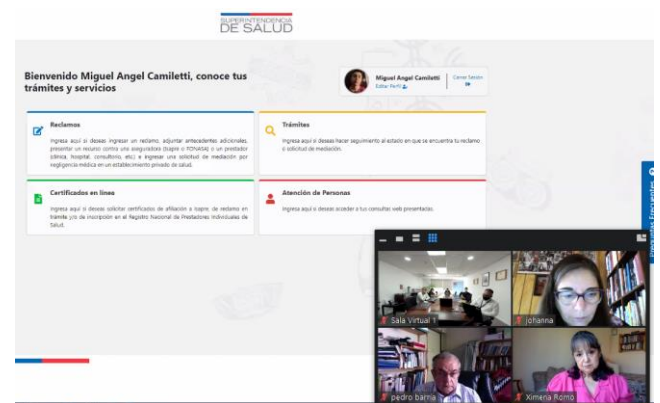 SUPERINTENDENCIA
DE SALUD
Bienvenido Miguel Angel Camiletti, conoce tus
trámites y servicios
Miguel Angel Camiletti
Editar Perfil
Cerrar Sesión
Reclamos
Ingresa aquí si deseas ingresar un reclamo, adjuntar antecedentes adicionales,
presentar un recurso contra una aseguradora (Isapre o FONASA) o un prestador
(clínica, hospital, consultorio, etc) e ingresar una solicitud de mediación por
negligencia médica en un establecimiento privado de salud.
Trámites
Ingresa aquí si deseas hacer seguimiento al estado en que se encuentra tu reclamo
o solicitud de mediación.
Certificados en línea
Ingresa aquí si deseas solicitar certificados de afiliación a Isapre, de reclamo en
trámite y/o de inscripción en el Registro Nacional de Prestadores Individuales de
Salud.
Atención de Personas
Ingresa aquí si deseas acceder a tus consultas web presentadas.
Preguntas Frecuentes
Sala Virtual 1
Johanna
pedro barria
Ximena Romo